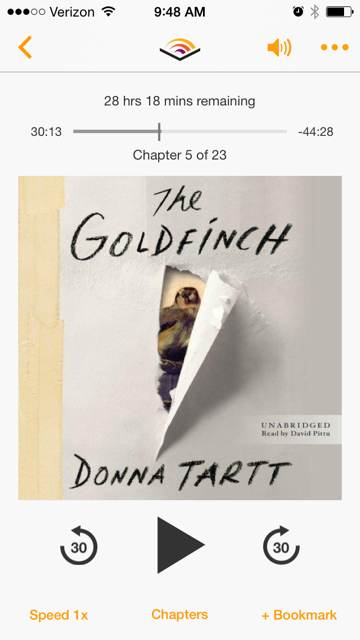 Verizon 9:48 AM
28 hrs 18 mins remaining
30:13 -44:28
Chapter 5 of 23
The
GOLDFINCH
UNABRIDGED
Read by David Pittu
DONNA TARTT
30 30
Speed 1x Chapters + Bookmark